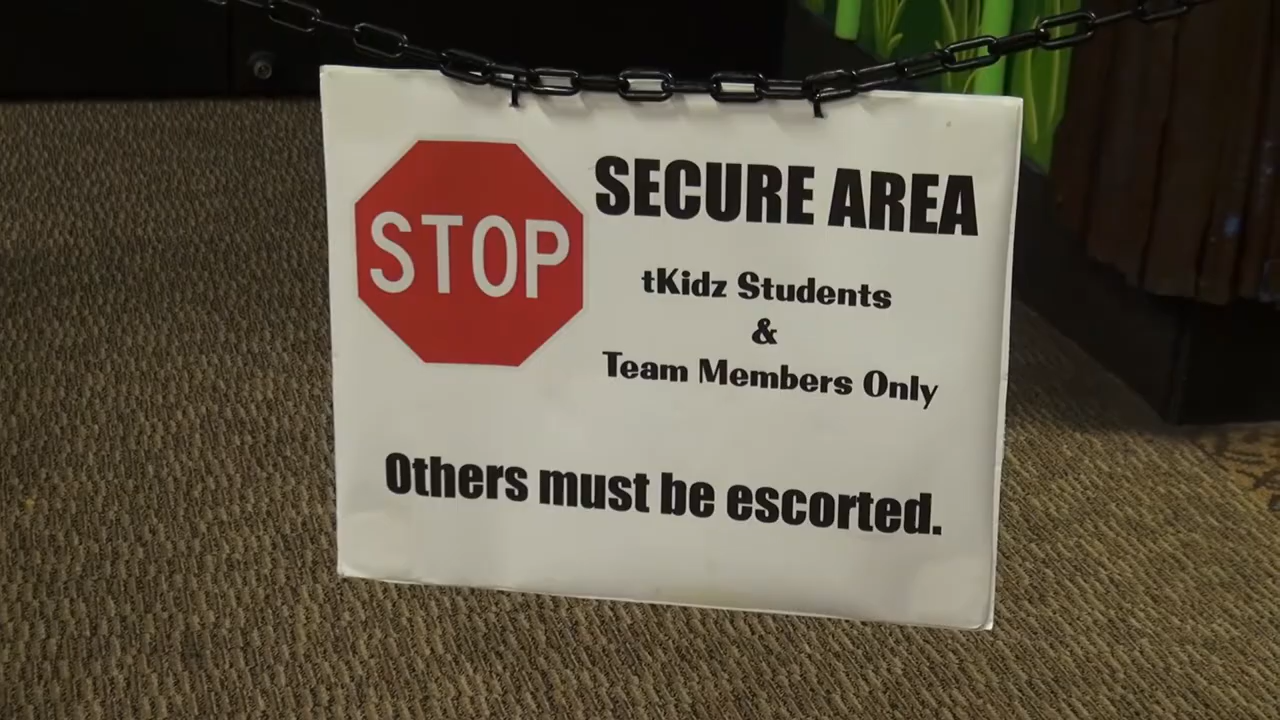 STOP
SECURE AREA
tKidz Students
&
Team Members Only
Others must be escorted.